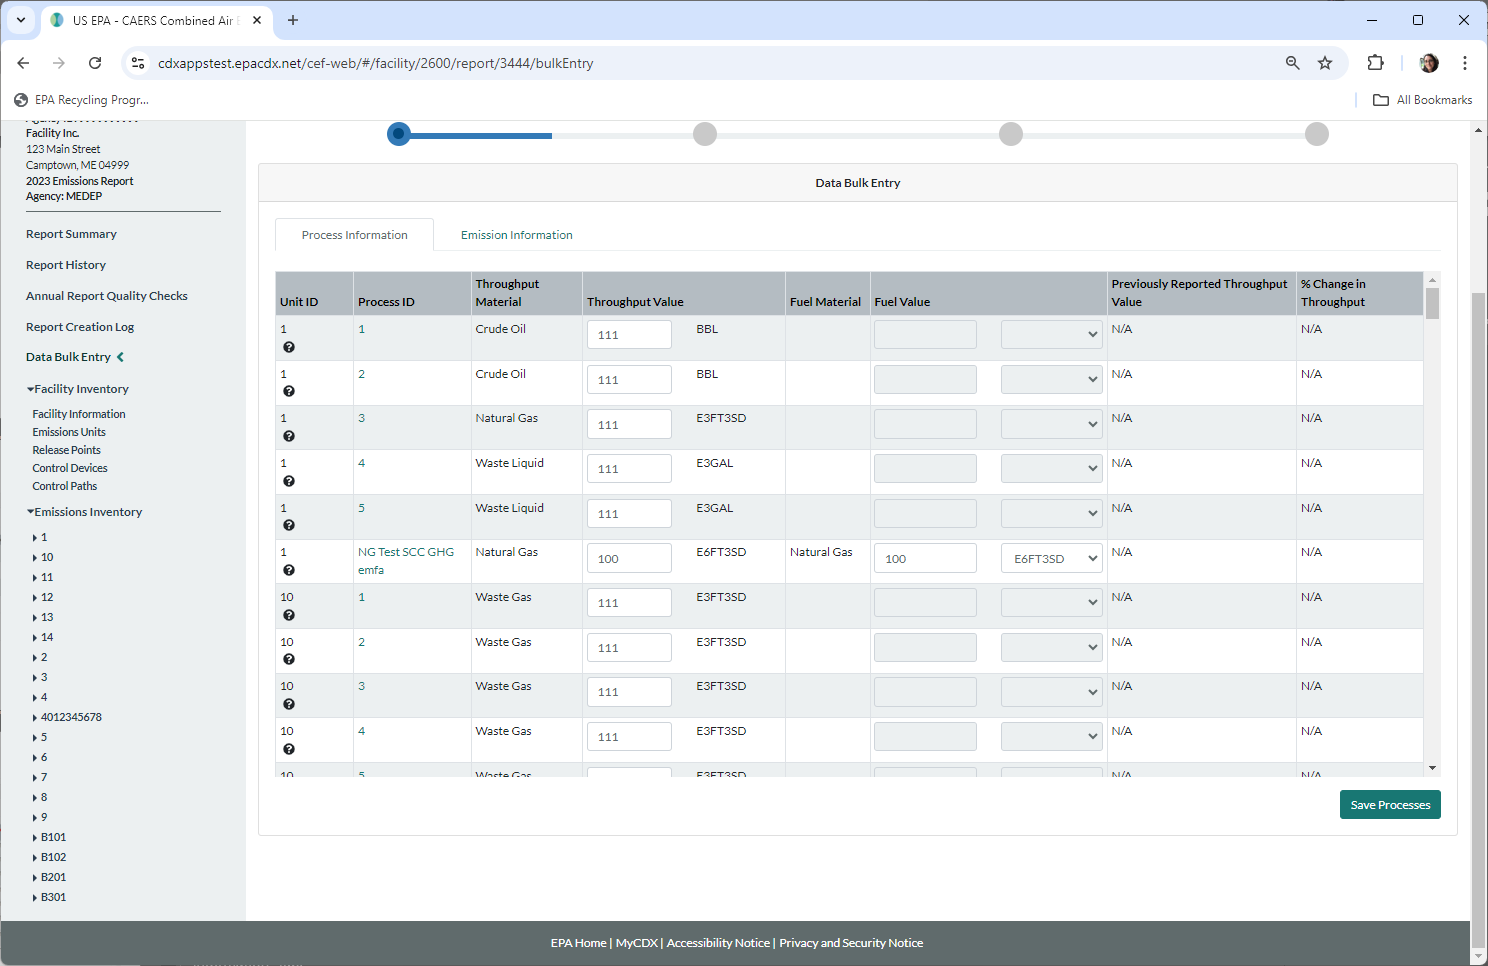 US EPA - CAERS Combined Air
cdxappstest.epacdx.net/cef-web/#/facility/2600/report/3444/bulkEntry
EPA Recycling Progr...
All Bookmarks
Facility Inc.
123 Main Street
Camptown, ME 04999
2023 Emissions Report
Agency: MEDEP
Report Summary
Report History
Annual Report Quality Checks
Report Creation Log
Data Bulk Entry
Facility Inventory
Facility Information
Emissions Units
Release Points
Control Devices
Control Paths
Emissions Inventory
1
10
11
12
13
14
2
3
4
4012345678
5
6
7
8
9
B101
B102
B201
B301
Data Bulk Entry
Process Information Emission Information
Unit ID Process ID Throughput Material Throughput Value Fuel Material Fuel Value Previously Reported Throughput Value % Change in Throughput
1 1 Crude Oil 111 BBL N/A N/A
1 2 Crude Oil 111 BBL N/A N/A
1 3 Natural Gas 111 E3FT3SD N/A N/A
1 4 Waste Liquid 111 E3GAL N/A N/A
1 5 Waste Liquid 111 E3GAL N/A N/A
1 NG Test SCC GHG emfa Natural Gas 100 E6FT3SD Natural Gas 100 E6FT3SD N/A N/A
10 1 Waste Gas 111 E3FT3SD N/A N/A
10 2 Waste Gas 111 E3FT3SD N/A N/A
10 3 Waste Gas 111 E3FT3SD N/A N/A
10 4 Waste Gas 111 E3FT3SD N/A N/A
10 5 Waste Gas E3FT3SD N/A N/A
Save Processes
EPA Home | MyCDX | Accessibility Notice | Privacy and Security Notice